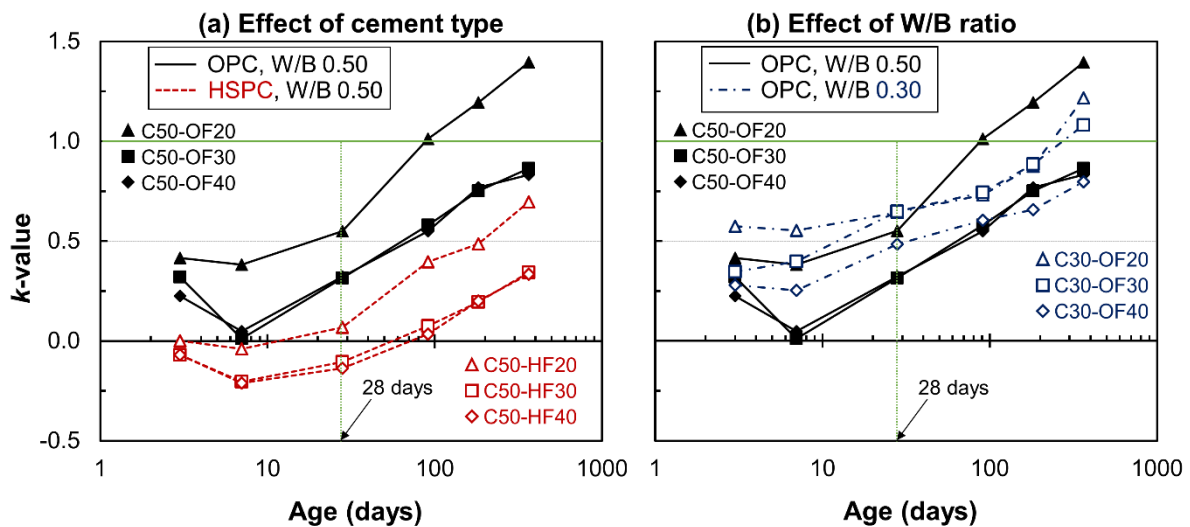 (a) Effect of cement type
1.5
1.0
0.5
0.0
-0.5
k-value
OPC, W/B 0.50
HSPC, W/B 0.50
C50-OF20
C50-OF30
C50-OF40
C50-HF20
C50-HF30
C50-HF40
28 days
1 10 100 1000
Age (days)
(b) Effect of W/B ratio
OPC, W/B 0.50
OPC, W/B 0.30
C50-OF20
C50-OF30
C50-OF40
C30-OF20
C30-OF30
C30-OF40
28 days
1 10 100 1000
Age (days)